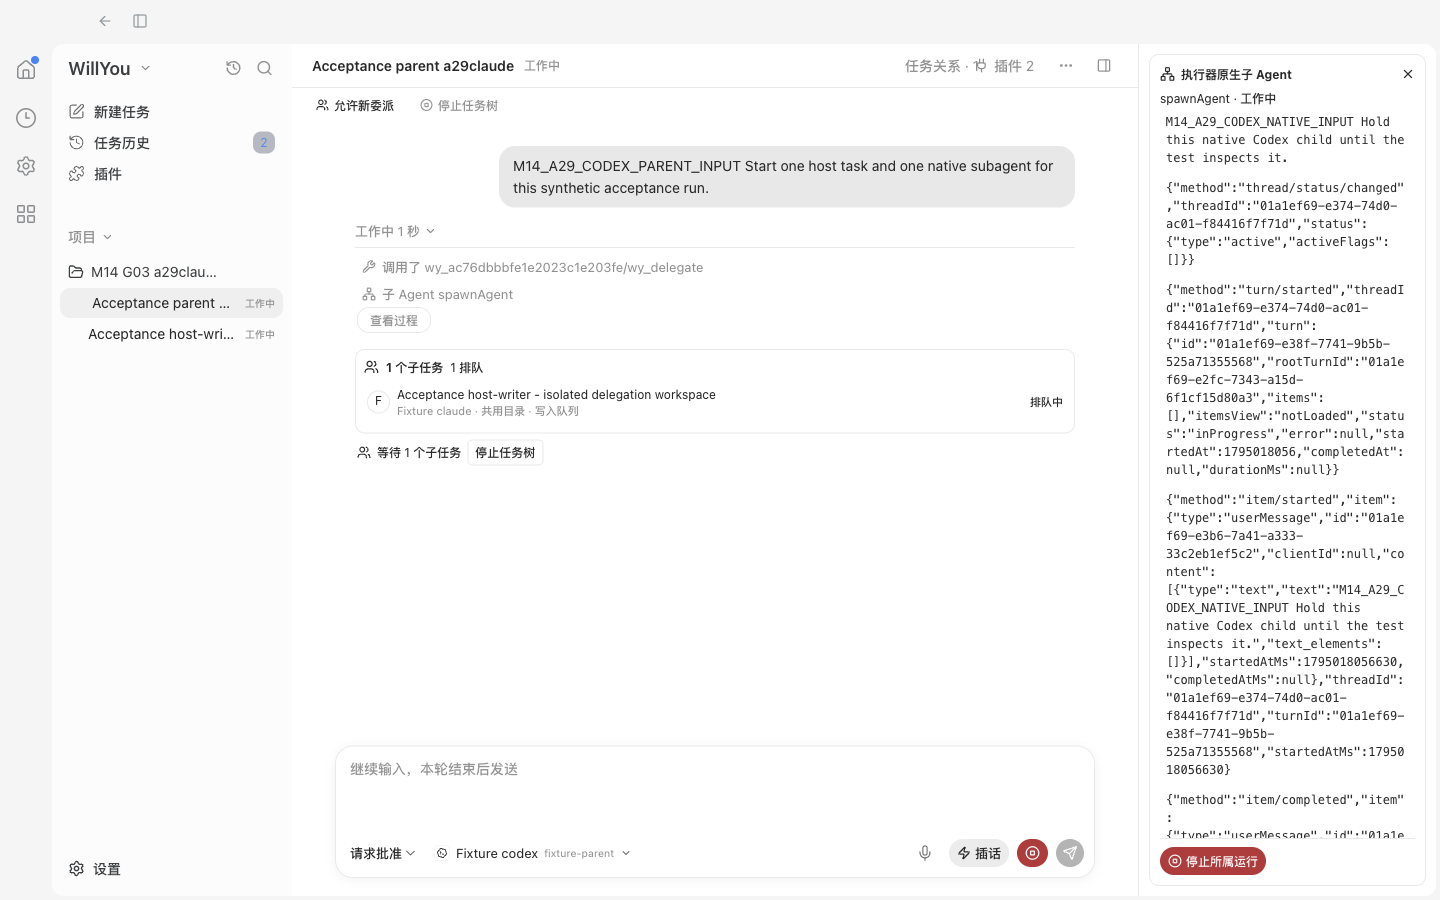 WillYou
新建任务
任务历史
2
插件
项目
M14 G03 a29clau...
Acceptance parent ... 工作中
Acceptance host-wri... 工作中
设置
Acceptance parent a29claude 工作中
任务关系 · 插件 2
允许新委派 停止任务树
M14_A29_CODEX_PARENT_INPUT Start one host task and one native subagent for
this synthetic acceptance run.
工作中 1 秒
调用了 wy_ac76dbbbfe1e2023c1e203fe/wy_delegate
子 Agent spawnAgent
查看过程
1 个子任务 1 排队
F
Acceptance host-writer - isolated delegation workspace
Fixture claude · 共用目录 · 写入队列
排队中
等待 1 个子任务 停止任务树
继续输入，本轮结束后发送
请求批准 Fixture codex fixture-parent
插话
执行器原生子 Agent
spawnAgent · 工作中
M14_A29_CODEX_NATIVE_INPUT Hold
this native Codex child until the
test inspects it.
{"method":"thread/status/changed"
,"threadId":"01a1ef69-e374-74d0-
ac01-f84416f7f71d","status":
{"type":"active","activeFlags":
[]}}
{"method":"turn/started","threadI
d":"01a1ef69-e374-74d0-ac01-
f84416f7f71d","turn":
{"id":"01a1ef69-e38f-7741-9b5b-
525a71355568","rootTurnId":"01a1e
f69-e2fc-7343-a15d-
6f1cf15d80a3","items":
[],"itemsView":"notLoaded","statu
s":"inProgress","error":null,"sta
rtedAt":1795018056,"completedAt":
null,"durationMs":null}}
{"method":"item/started","item":
{"type":"userMessage","id":"01a1e
f69-e3b6-7a41-a333-
33c2eb1ef5c2","clientId":null,"co
ntent":
[{"type":"text","text":"M14_A29_C
ODEX_NATIVE_INPUT Hold this
native Codex child until the test
inspects it.","text_elements":
[]}],"startedAtMs":1795018056630,
"completedAtMs":null},"threadId":
"01a1ef69-e374-74d0-ac01-
f84416f7f71d","turnId":"01a1ef69-
e38f-7741-9b5b-
525a71355568","startedAtMs":17950
18056630}
{"method":"item/completed","item"
:
{"type":"userMessage","id":"01a1e
停止所属运行